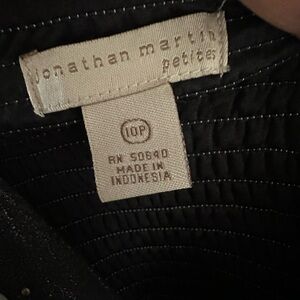 jonathan martin
petites
10P
RN 50640
MADE IN
INDONESIA